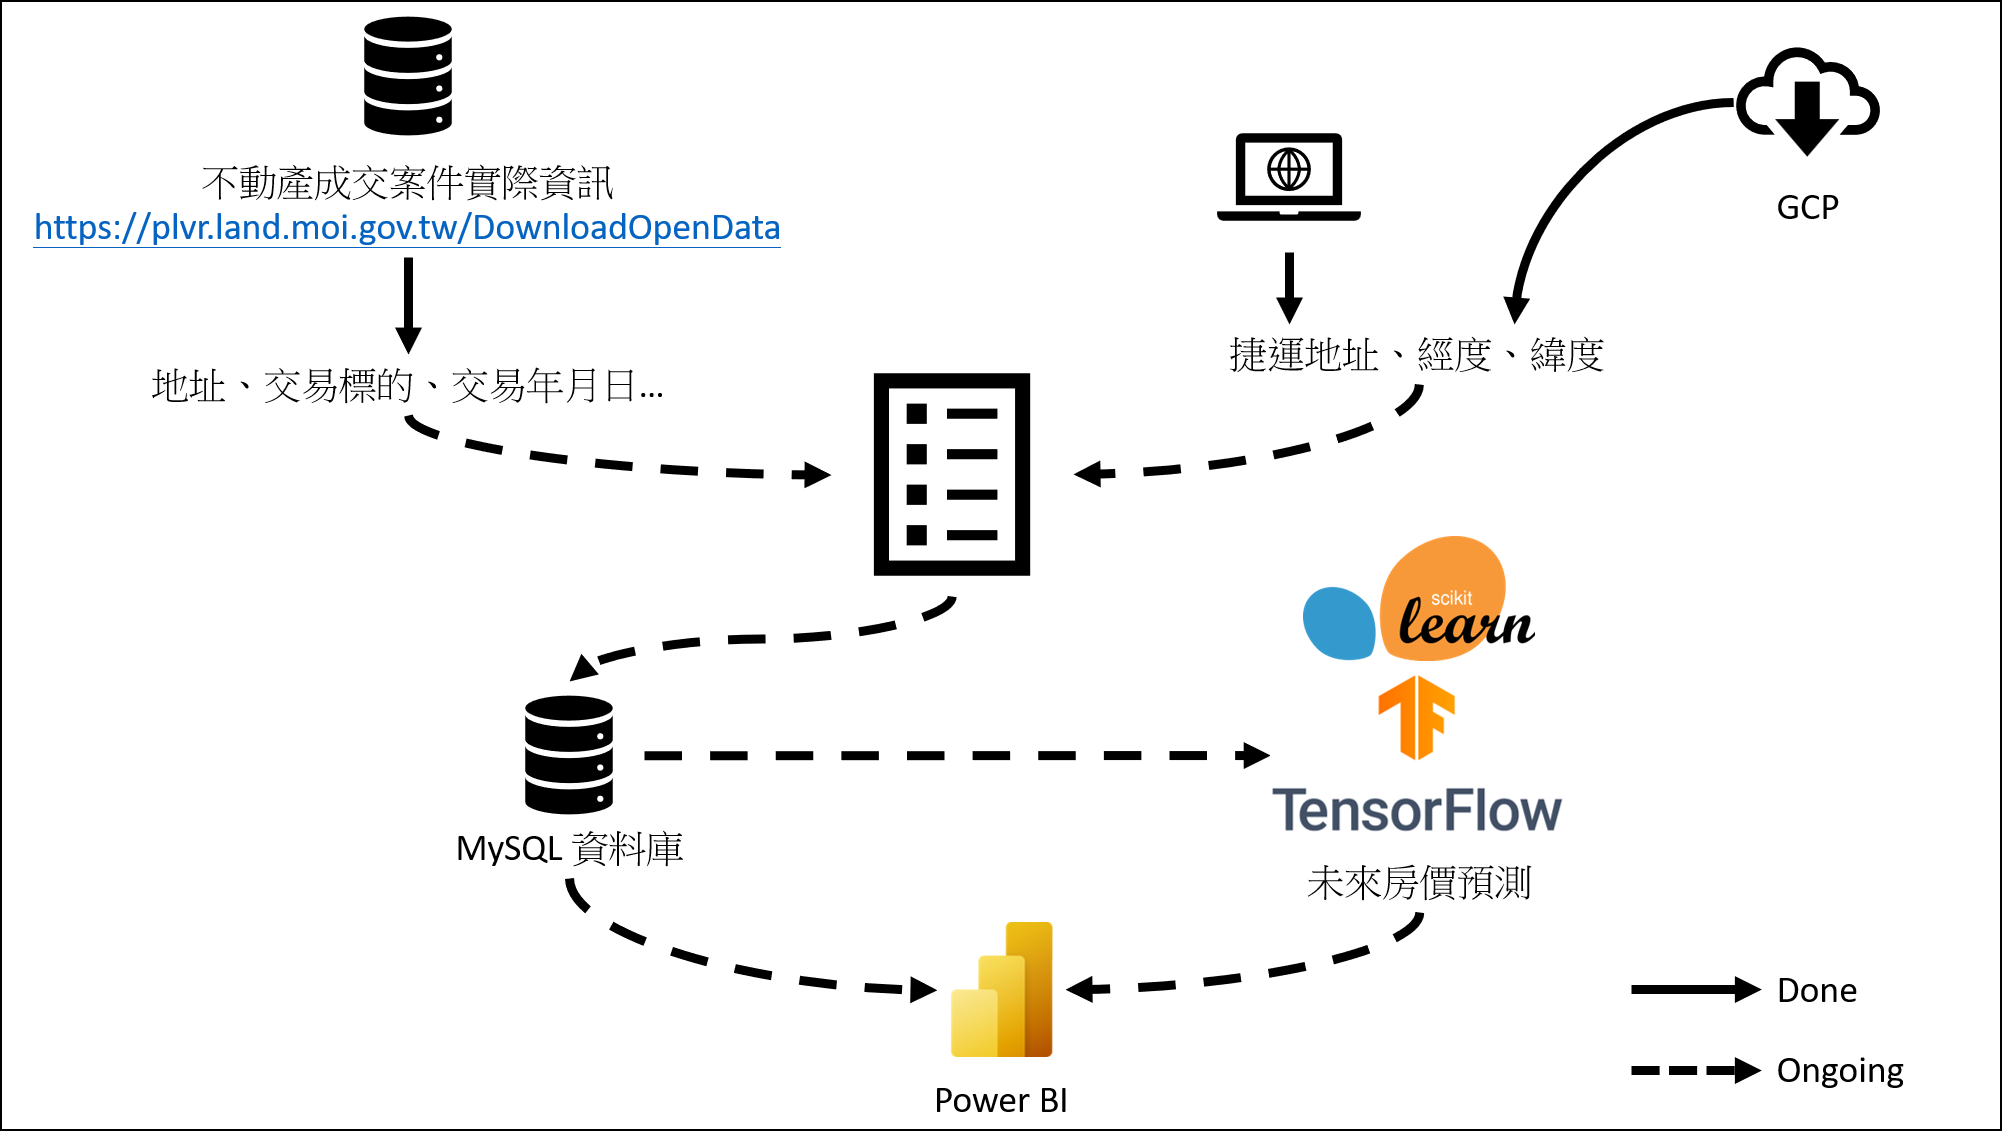 不動產成交案件實際資訊
https://plvr.land.moi.gov.tw/DownloadOpenData
GCP
地址、交易標的、交易年月日...
捷運地址、經度、緯度
scikit
learn
TensorFlow
未來房價預測
MySQL 資料庫
Power BI
Done
Ongoing